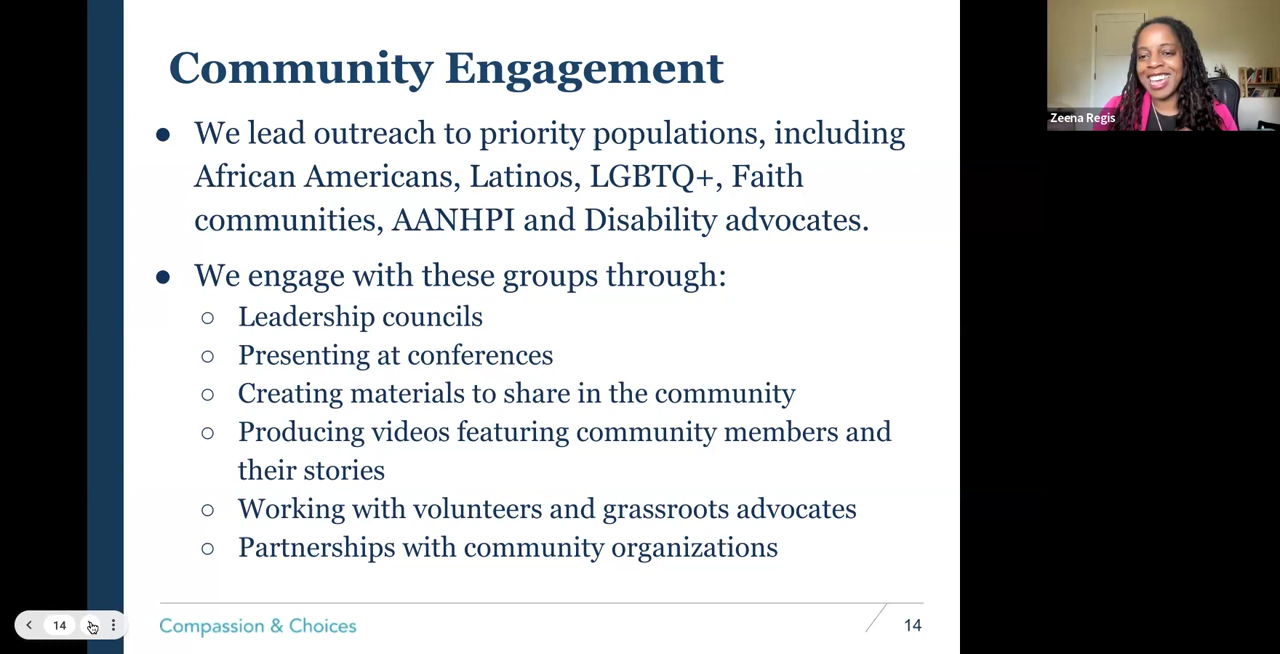 Community Engagement
● We lead outreach to priority populations, including
African Americans, Latinos, LGBTQ+, Faith
communities, AANHPI and Disability advocates.
● We engage with these groups through:
○ Leadership councils
○ Presenting at conferences
○ Creating materials to share in the community
○ Producing videos featuring community members and
their stories
○ Working with volunteers and grassroots advocates
○ Partnerships with community organizations
Compassion & Choices
14
14
Zeena Regis